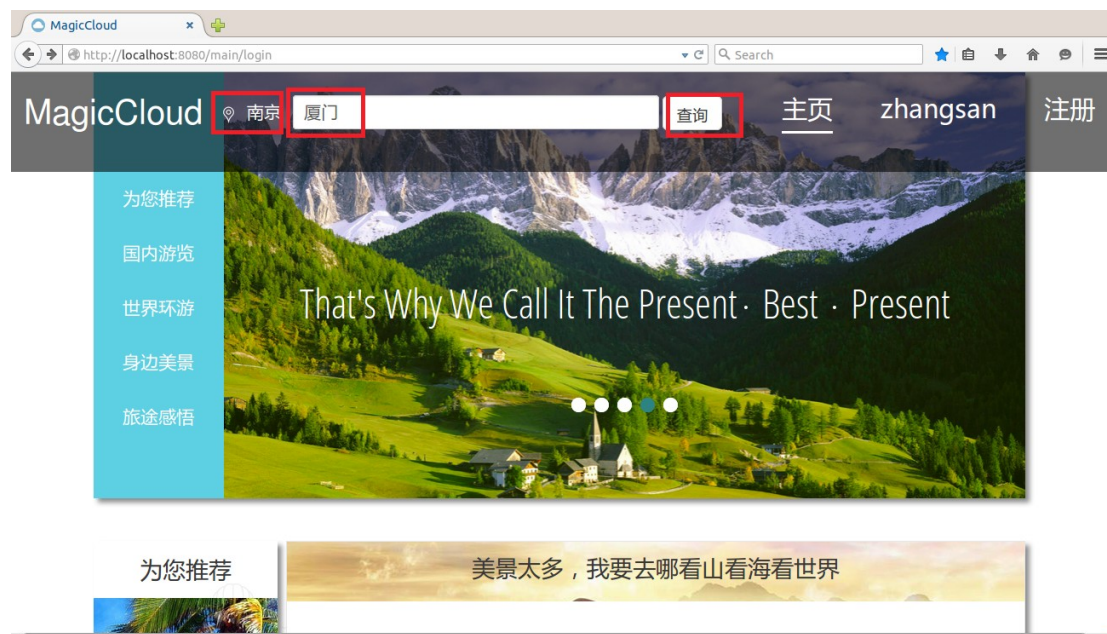 MagicCloud
http://localhost:8080/main/login
Search
MagicCloud 南京 厦门 查询 主页 zhangsan 注册
为您推荐
国内游览
世界环游
身边美景
旅途感悟
That's Why We Call It The Present· Best · Present
为您推荐
美景太多，我要去哪看山看海看世界